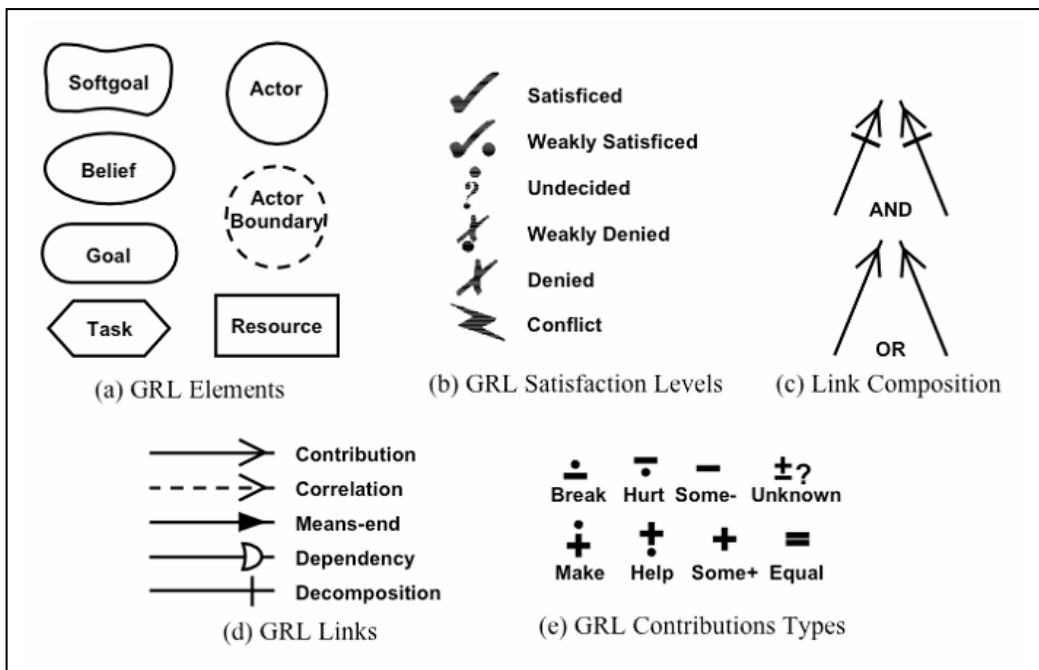 Softgoal
Belief
Goal
Task
Actor
Actor
Boundary
Resource
(a) GRL Elements
Satisficed
Weakly Satisficed
?
Undecided
Weakly Denied
Denied
Conflict
(b) GRL Satisfaction Levels
AND
OR
(c) Link Composition
Contribution
Correlation
Means-end
Dependency
Decomposition
(d) GRL Links
Break Hurt Some- Unknown
±?
+ + + =
Make Help Some+ Equal
(e) GRL Contributions Types